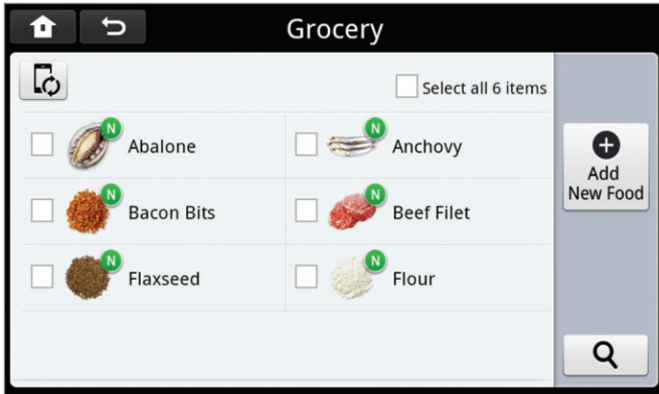 Grocery
Select all 6 items
N Abalone
N Anchovy
N Bacon Bits
N Beef Filet
N Flaxseed
N Flour
Add
New Food